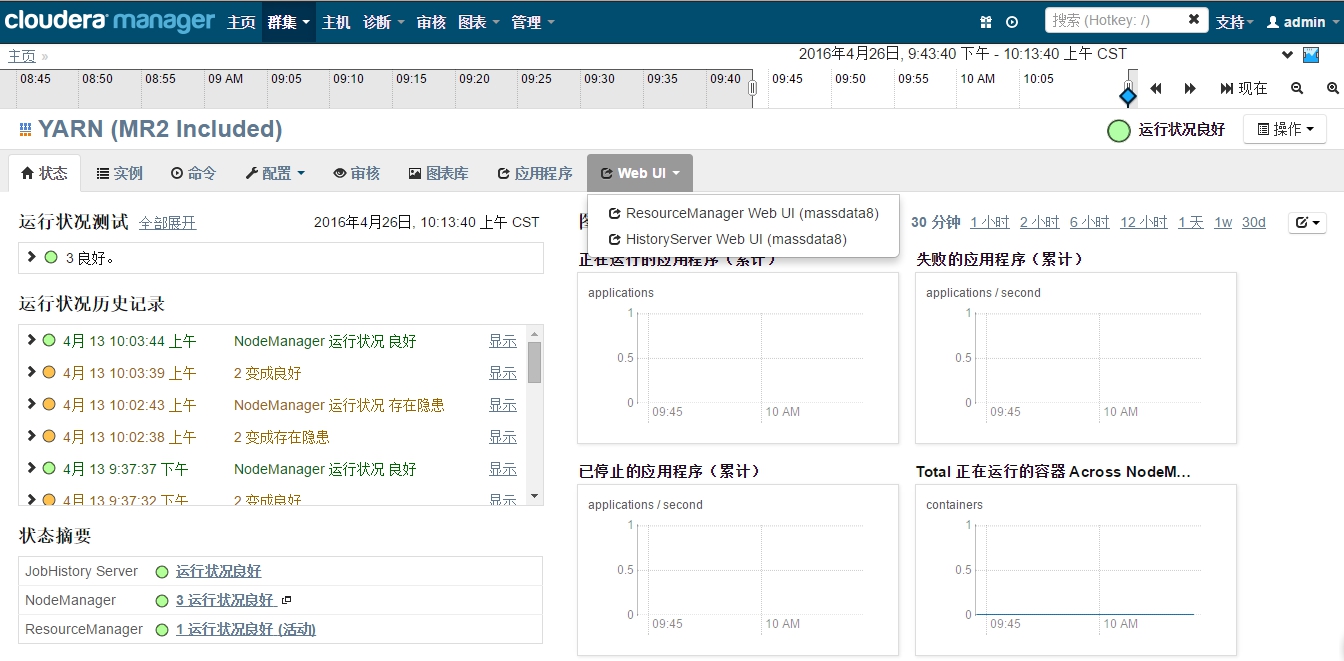 cloudera manager 主页 群集 主机 诊断 审核 图表 管理 搜索 (Hotkey: /) 支持 admin
主页 » 2016年4月26日, 9:43:40 下午 - 10:13:40 上午 CST
08:45 08:50 08:55 09 AM 09:05 09:10 09:15 09:20 09:25 09:30 09:35 09:40 09:45 09:50 09:55 10 AM 10:05 现在
YARN (MR2 Included) 运行状况良好 操作
状态 实例 命令 配置 审核 图表库 应用程序 Web UI
ResourceManager Web UI (massdata8)
HistoryServer Web UI (massdata8)
运行状况测试 全部展开 2016年4月26日, 10:13:40 上午 CST
3 良好。
运行状况历史记录
4月 13 10:03:44 上午 NodeManager 运行状况 良好 显示
4月 13 10:03:39 上午 2 变成良好 显示
4月 13 10:02:43 上午 NodeManager 运行状况 存在隐患 显示
4月 13 10:02:38 上午 2 变成存在隐患 显示
4月 13 9:37:37 下午 NodeManager 运行状况 良好 显示
4月 13 9:37:32 下午 2 变成良好 显示
状态摘要
JobHistory Server 运行状况良好
NodeManager 3 运行状况良好
ResourceManager 1 运行状况良好 (活动)
30 分钟 1 小时 2 小时 6 小时 12 小时 1 天 1w 30d
正在运行的应用程序（累计）
applications
1
0.5
0
09:45 10 AM
失败的应用程序（累计）
applications / second
1
0.5
0
09:45 10 AM
已停止的应用程序（累计）
applications / second
1
0.5
0
09:45 10 AM
Total 正在运行的容器 Across NodeM...
containers
1
0.5
0
09:45 10 AM